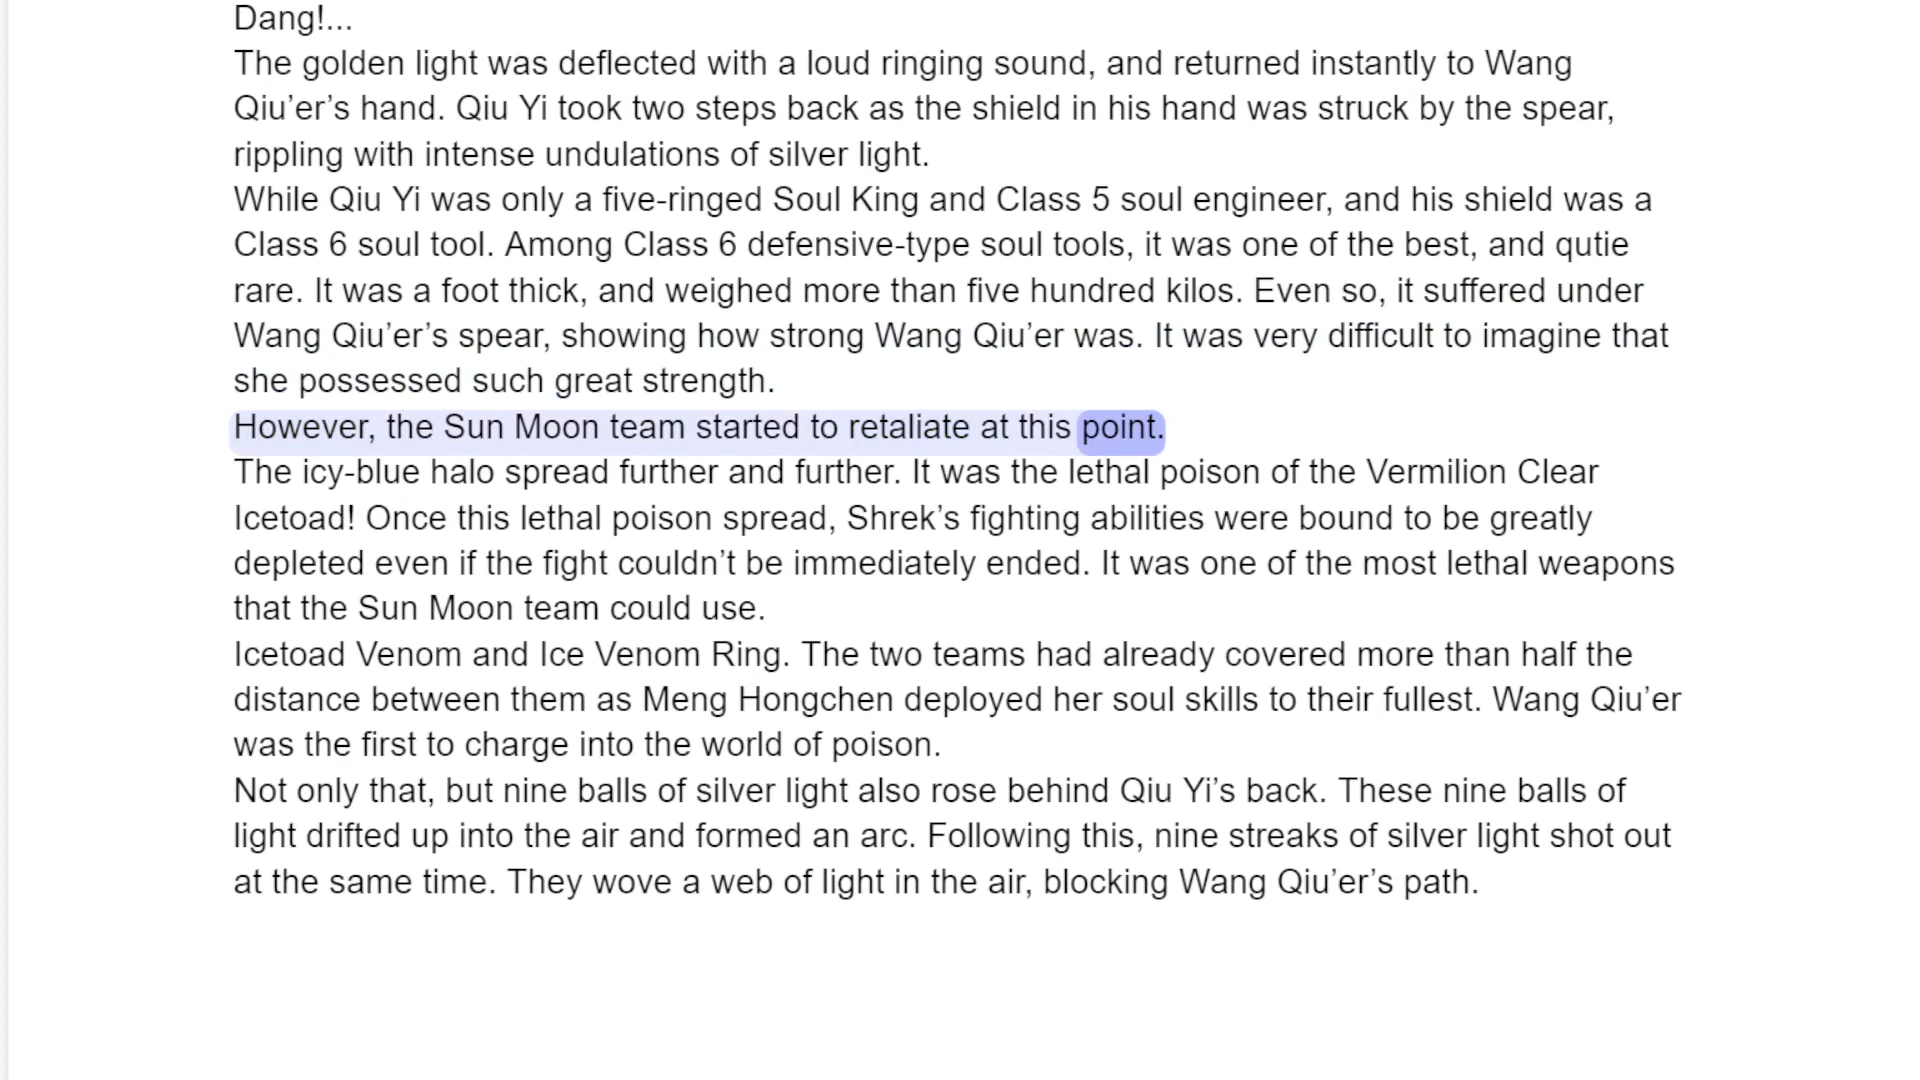 Dang!...
The golden light was deflected with a loud ringing sound, and returned instantly to Wang
Qiu’er’s hand. Qiu Yi took two steps back as the shield in his hand was struck by the spear,
rippling with intense undulations of silver light.
While Qiu Yi was only a five-ringed Soul King and Class 5 soul engineer, and his shield was a
Class 6 soul tool. Among Class 6 defensive-type soul tools, it was one of the best, and qutie
rare. It was a foot thick, and weighed more than five hundred kilos. Even so, it suffered under
Wang Qiu’er’s spear, showing how strong Wang Qiu’er was. It was very difficult to imagine that
she possessed such great strength.
However, the Sun Moon team started to retaliate at this point.
The icy-blue halo spread further and further. It was the lethal poison of the Vermilion Clear
Icetoad! Once this lethal poison spread, Shrek’s fighting abilities were bound to be greatly
depleted even if the fight couldn’t be immediately ended. It was one of the most lethal weapons
that the Sun Moon team could use.
Icetoad Venom and Ice Venom Ring. The two teams had already covered more than half the
distance between them as Meng Hongchen deployed her soul skills to their fullest. Wang Qiu’er
was the first to charge into the world of poison.
Not only that, but nine balls of silver light also rose behind Qiu Yi’s back. These nine balls of
light drifted up into the air and formed an arc. Following this, nine streaks of silver light shot out
at the same time. They wove a web of light in the air, blocking Wang Qiu’er’s path.